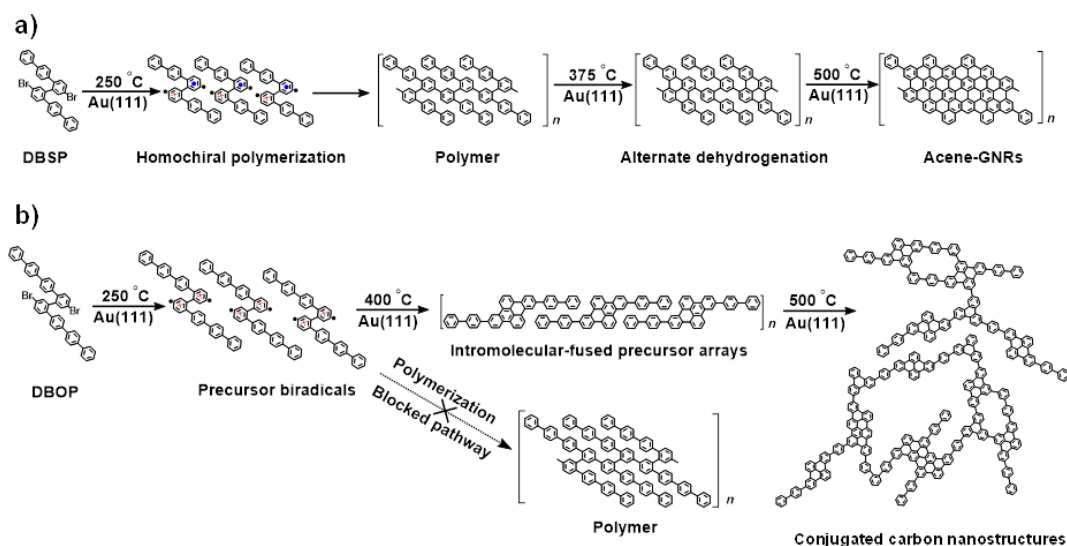 a)
Br
Br
DBSP
250 °C
Au(111)
Homochiral polymerization
n
Polymer
375 °C
Au(111)
n
Alternate dehydrogenation
500 °C
Au(111)
n
Acene-GNRs
b)
Br
Br
DBOP
250 °C
Au(111)
Precursor biradicals
400 °C
Au(111)
n
Intromolecular-fused precursor arrays
500 °C
Au(111)
Polymerization
Blocked pathway
n
Polymer
Conjugated carbon nanostructures